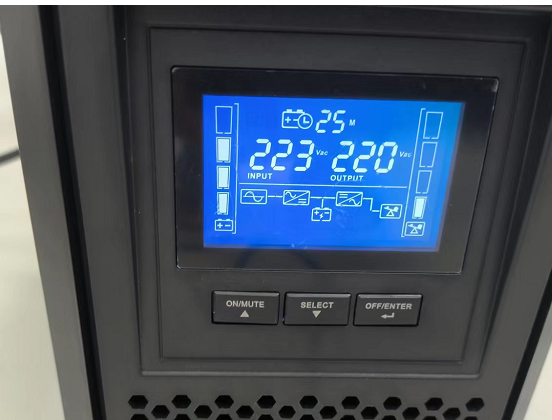 25 M
223 Vac 220 Vac
INPUT OUTPUT
ON/MUTE SELECT OFF/ENTER